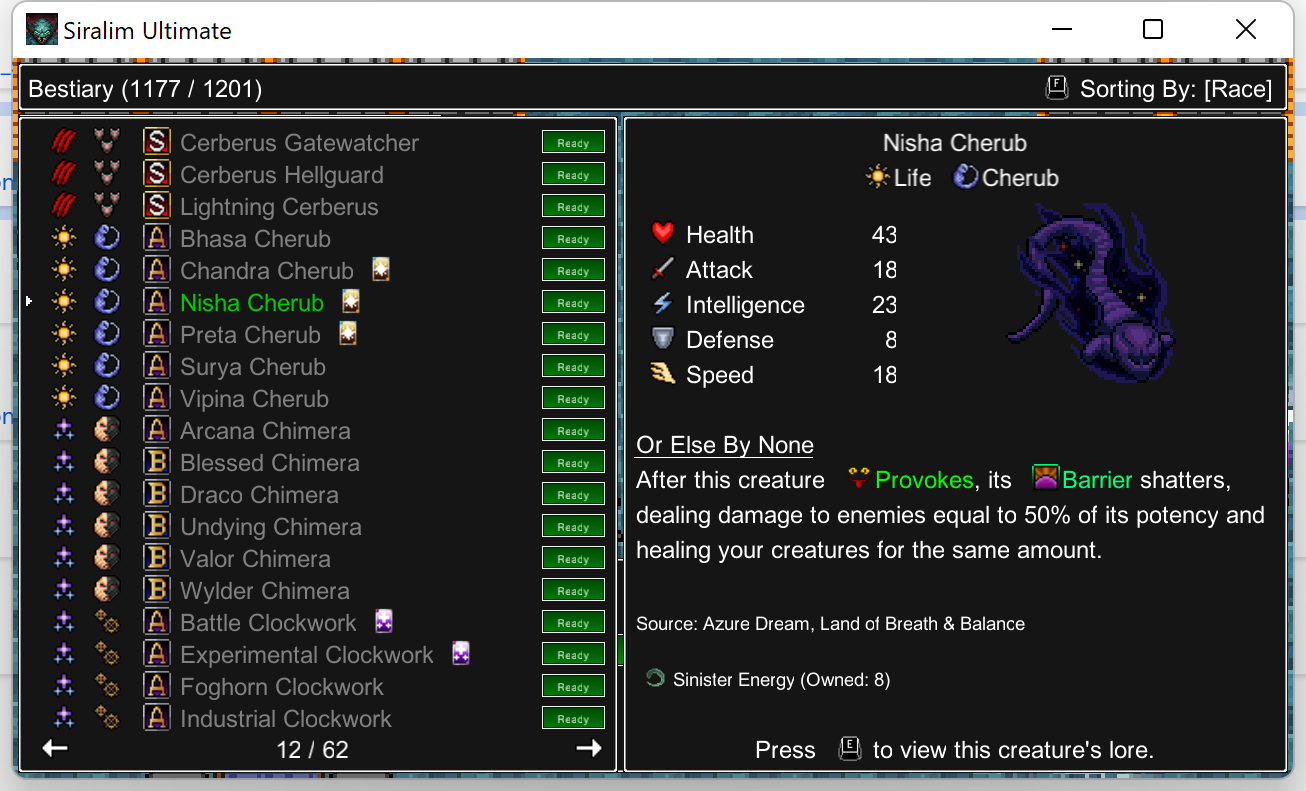 Siralim Ultimate
Bestiary (1177 / 1201)
F Sorting By: [Race]
S Cerberus Gatewatcher Ready
S Cerberus Hellguard Ready
S Lightning Cerberus Ready
A Bhasa Cherub Ready
A Chandra Cherub Ready
A Nisha Cherub Ready
A Preta Cherub Ready
A Surya Cherub Ready
A Vipina Cherub Ready
A Arcana Chimera Ready
B Blessed Chimera Ready
B Draco Chimera Ready
B Undying Chimera Ready
B Valor Chimera Ready
B Wylder Chimera Ready
A Battle Clockwork Ready
A Experimental Clockwork Ready
A Foghorn Clockwork Ready
A Industrial Clockwork Ready
12 / 62
Nisha Cherub
Life Cherub
Health 43
Attack 18
Intelligence 23
Defense 8
Speed 18
Or Else By None
After this creature Provokes, its Barrier shatters,
dealing damage to enemies equal to 50% of its potency and
healing your creatures for the same amount.
Source: Azure Dream, Land of Breath & Balance
Sinister Energy (Owned: 8)
Press E to view this creature's lore.